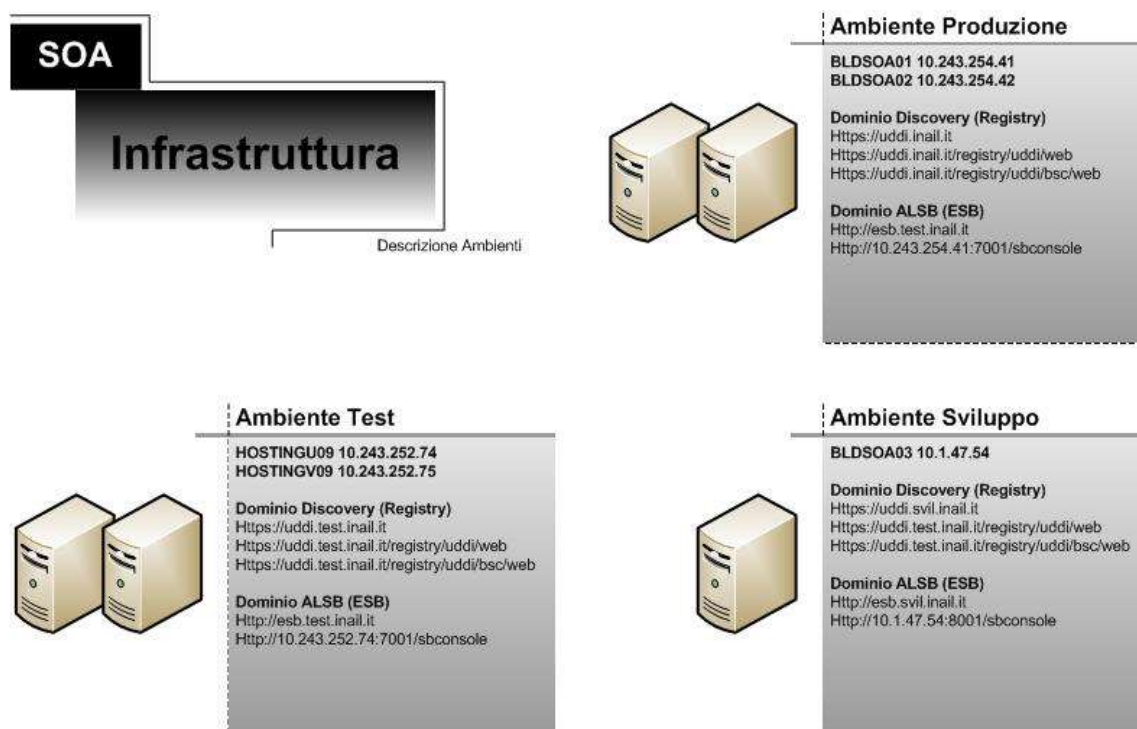 SOA
Infrastruttura
Descrizione Ambienti
Ambiente Produzione
BLDSOA01 10.243.254.41
BLDSOA02 10.243.254.42
Dominio Discovery (Registry)
Https://uddi.inail.it
Https://uddi.inail.it/registry/uddi/web
Https://uddi.inail.it/registry/uddi/bsc/web
Dominio ALSB (ESB)
Http://esb.test.inail.it
Http://10.243.254.41:7001/sbconsole
Ambiente Test
HOSTINGU09 10.243.252.74
HOSTINGV09 10.243.252.75
Dominio Discovery (Registry)
Https://uddi.test.inail.it
Https://uddi.test.inail.it/registry/uddi/web
Https://uddi.test.inail.it/registry/uddi/bsc/web
Dominio ALSB (ESB)
Http://esb.test.inail.it
Http://10.243.252.74:7001/sbconsole
Ambiente Sviluppo
BLDSOA03 10.1.47.54
Dominio Discovery (Registry)
Https://uddi.svil.inail.it
Https://uddi.test.inail.it/registry/uddi/web
Https://uddi.test.inail.it/registry/uddi/bsc/web
Dominio ALSB (ESB)
Http://esb.svil.inail.it
Http://10.1.47.54:8001/sbconsole